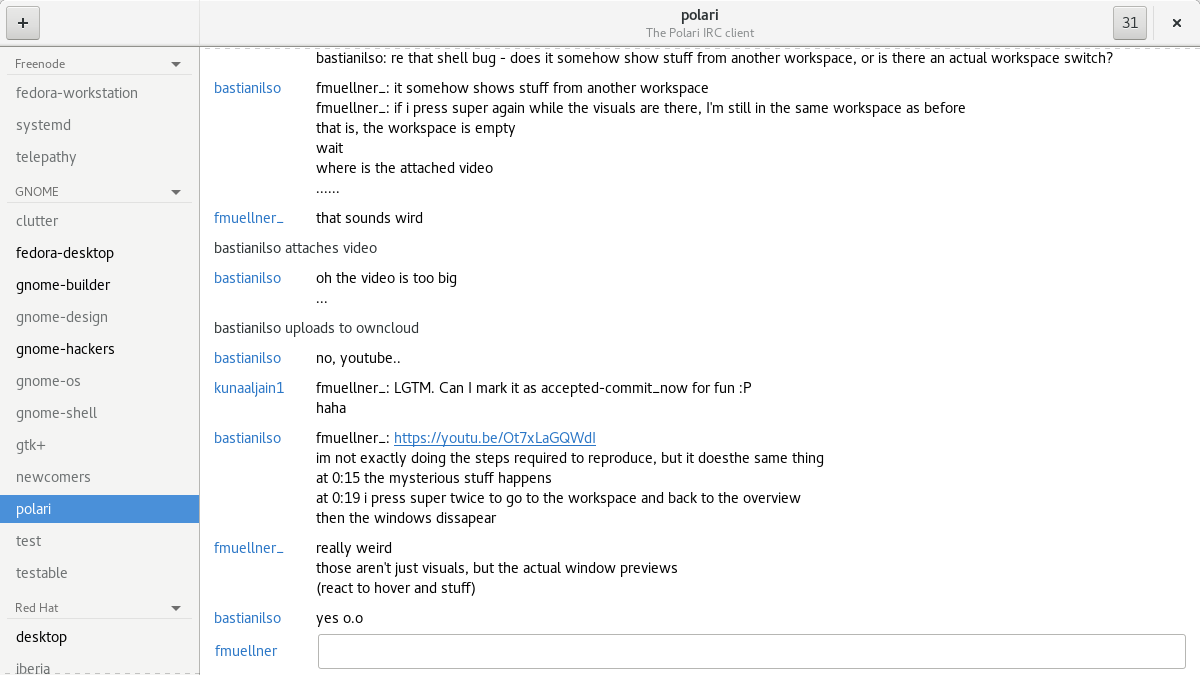 +
polari
The Polari IRC client
31
×
Freenode
fedora-workstation
systemd
telepathy
GNOME
clutter
fedora-desktop
gnome-builder
gnome-design
gnome-hackers
gnome-os
gnome-shell
gtk+
newcomers
polari
test
testable
Red Hat
desktop
iberia
bastianilso: re that shell bug - does it somehow show stuff from another workspace, or is there an actual workspace switch?
bastianilso fmuellner_: it somehow shows stuff from another workspace
fmuellner_: if i press super again while the visuals are there, I'm still in the same workspace as before
that is, the workspace is empty
wait
where is the attached video
......
fmuellner_ that sounds wird
bastianilso attaches video
bastianilso oh the video is too big
...
bastianilso uploads to owncloud
bastianilso no, youtube..
kunaaljain1 fmuellner_: LGTM. Can I mark it as accepted-commit_now for fun :P
haha
bastianilso fmuellner_: https://youtu.be/Ot7xLaGQWdI
im not exactly doing the steps required to reproduce, but it doesthe same thing
at 0:15 the mysterious stuff happens
at 0:19 i press super twice to go to the workspace and back to the overview
then the windows dissapear
fmuellner_ really weird
those aren't just visuals, but the actual window previews
(react to hover and stuff)
bastianilso yes o.o
fmuellner